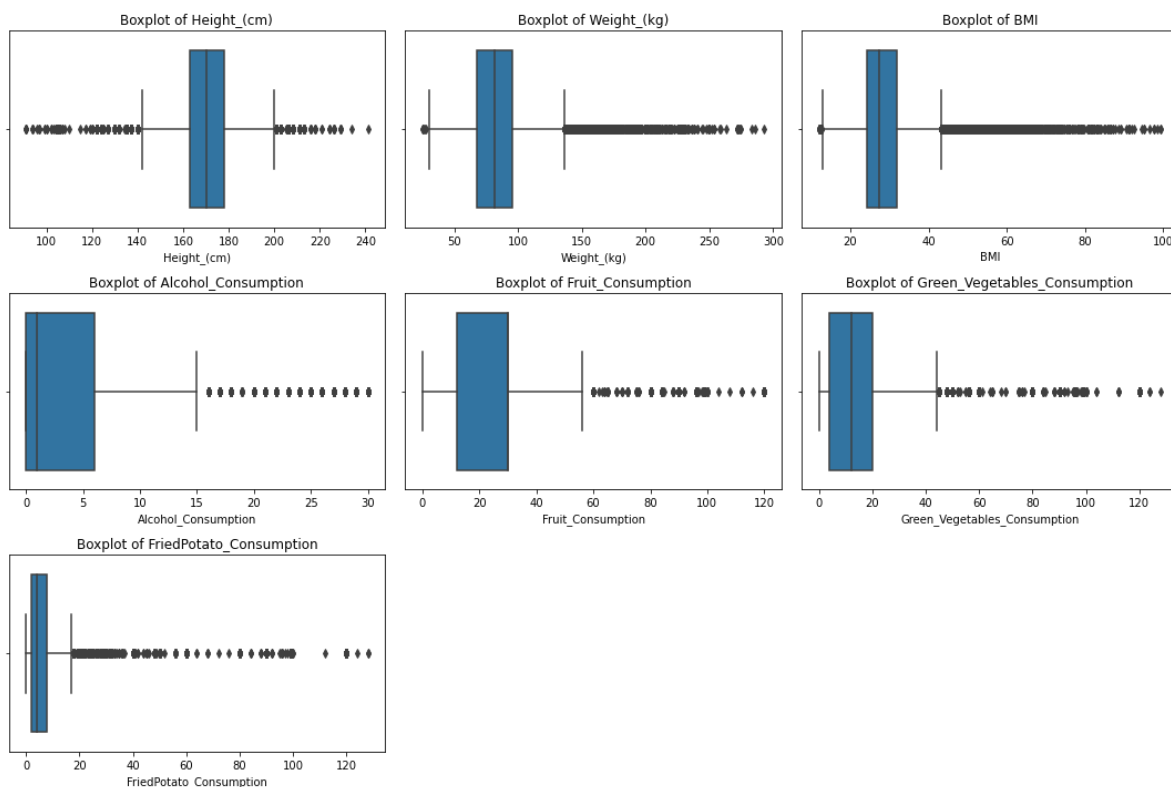 Boxplot of Height_(cm)
100 120 140 160 180 200 220 240
Height_(cm)
Boxplot of Weight_(kg)
50 100 150 200 250 300
Weight_(kg)
Boxplot of BMI
20 40 60 80 100
BMI
Boxplot of Alcohol_Consumption
0 5 10 15 20 25 30
Alcohol_Consumption
Boxplot of Fruit_Consumption
0 20 40 60 80 100 120
Fruit_Consumption
Boxplot of Green_Vegetables_Consumption
0 20 40 60 80 100 120
Green_Vegetables_Consumption
Boxplot of FriedPotato_Consumption
0 20 40 60 80 100 120
FriedPotato_Consumption